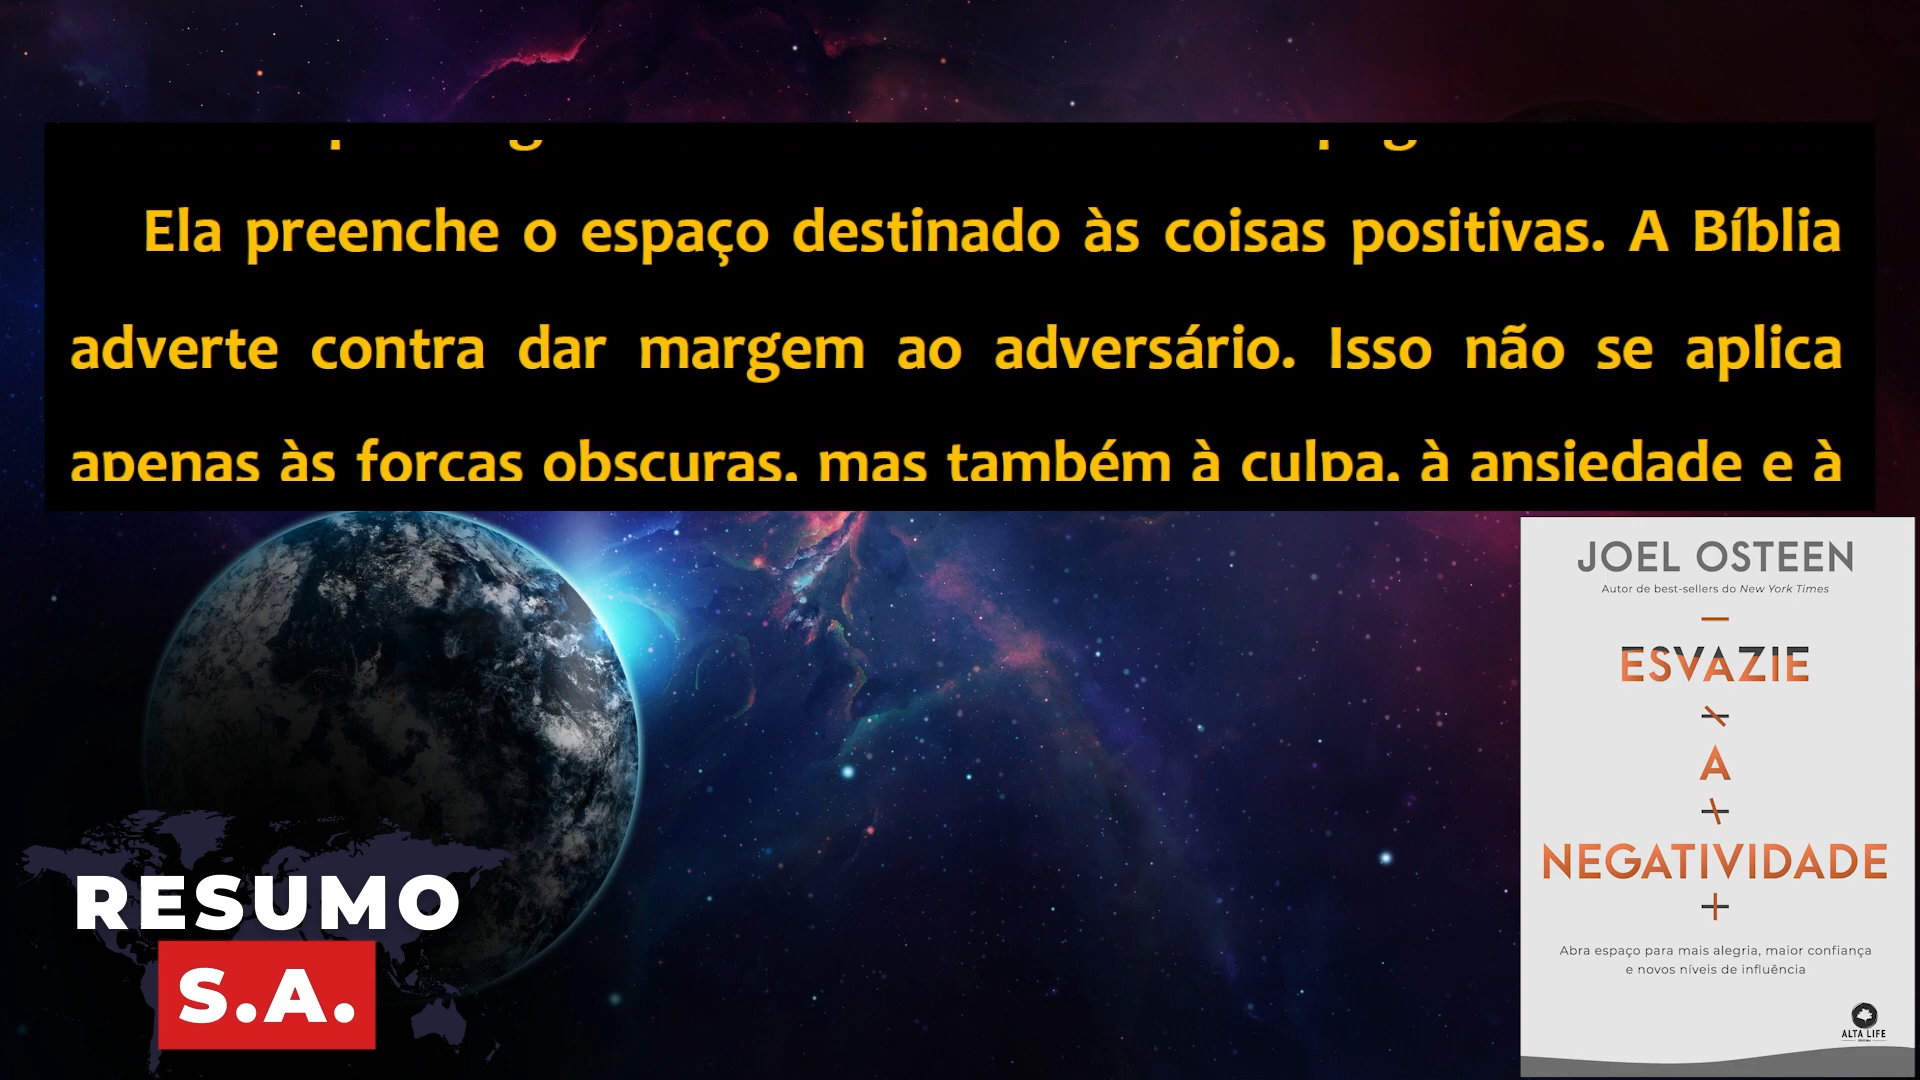 Ela preenche o espaço destinado às coisas positivas. A Bíblia
adverte contra dar margem ao adversário. Isso não se aplica
apenas às forças obscuras, mas também à culpa, à ansiedade e à
JOEL OSTEEN
Autor de best-sellers do New York Times
ESVAZIE
A
NEGATIVIDADE
Abra espaço para mais alegria, maior confiança
e novos níveis de influência
ALTA LIFE
RESUMO
S.A.